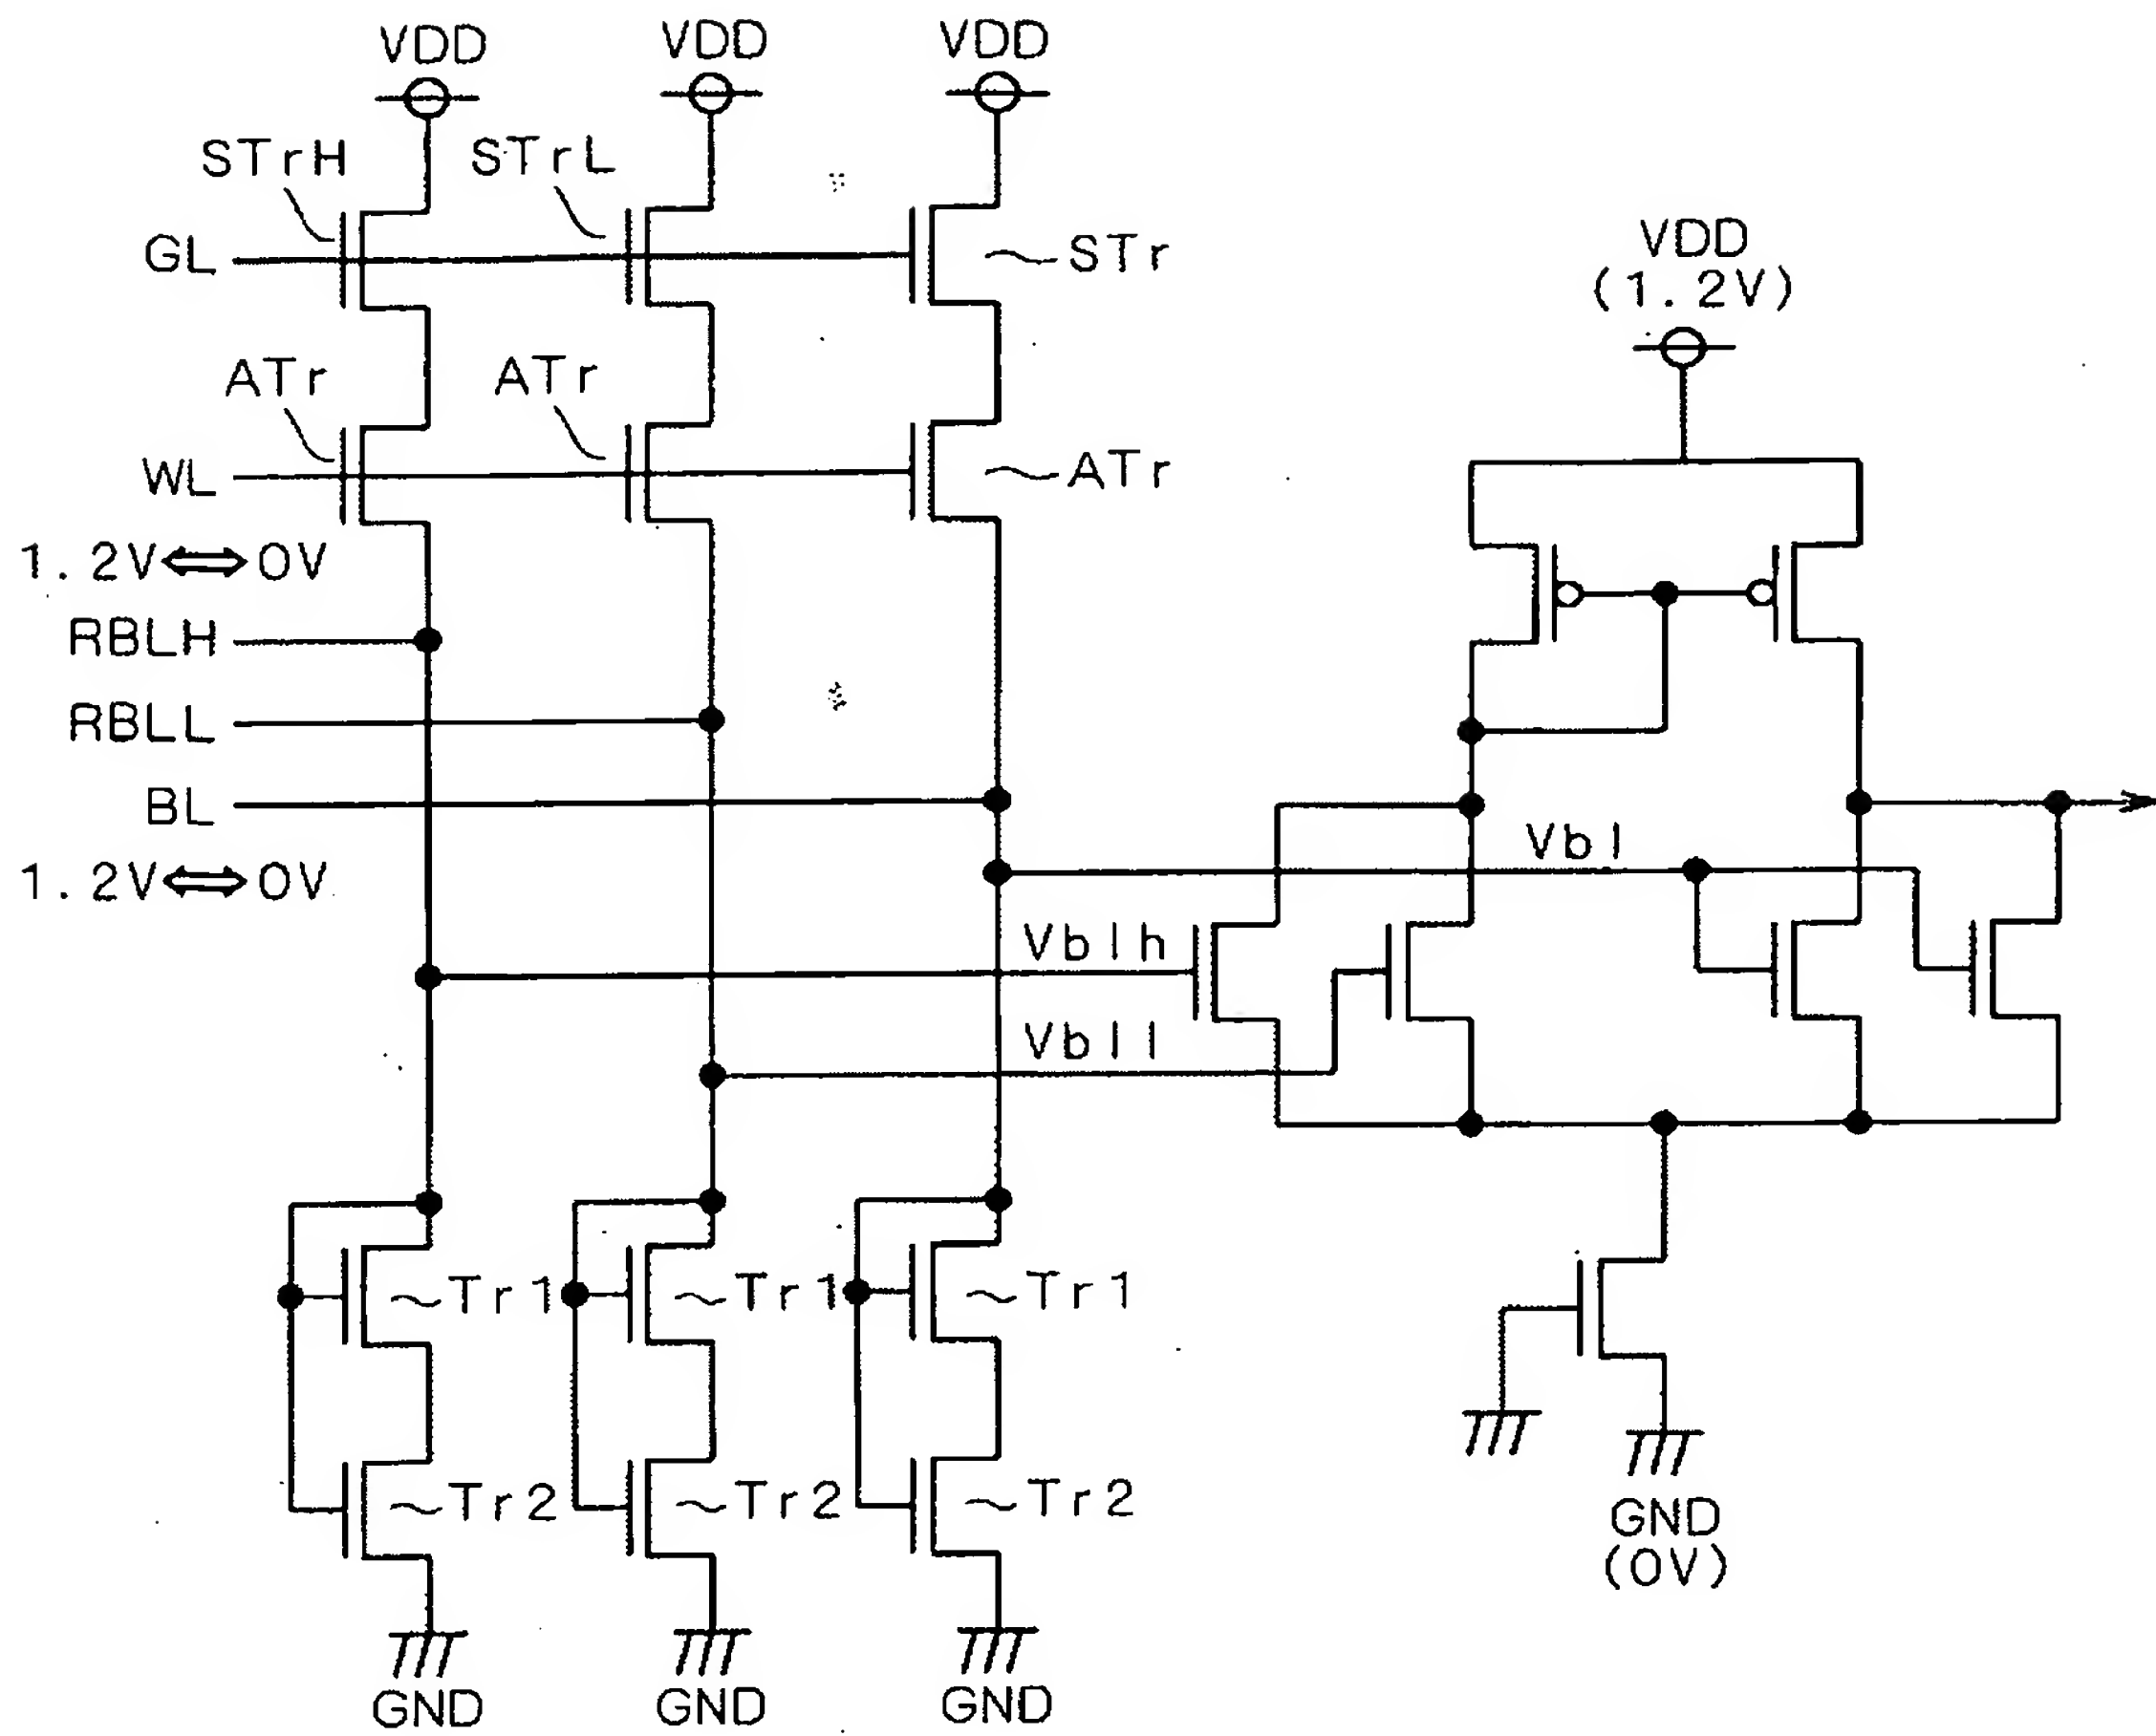 VDD VDD VDD
STrH STrL
GL STr
VDD
(1.2V)
ATr ATr
WL ATr
1.2V⇔0V
RBLH
RBLL
BL
Vbl
1.2V⇔0V
Vblh
Vbll
Tr1 Tr1 Tr1
Tr2 Tr2 Tr2
GND
(0V)
GND GND GND